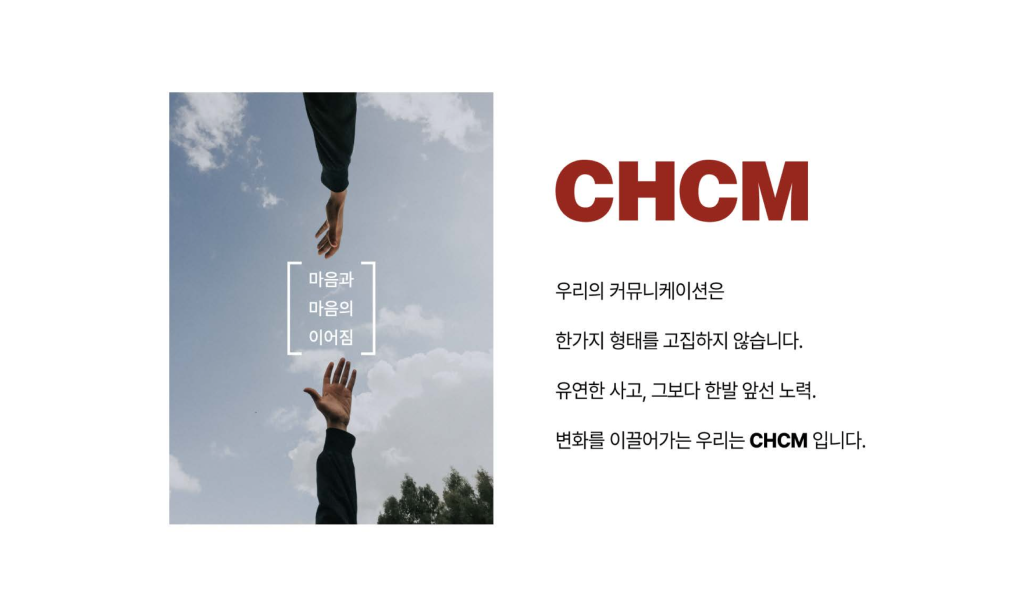 마음과
마음의
이어짐
CHCM
우리의 커뮤니케이션은
한가지 형태를 고집하지 않습니다.
유연한 사고, 그보다 한발 앞선 노력.
변화를 이끌어가는 우리는 CHCM 입니다.